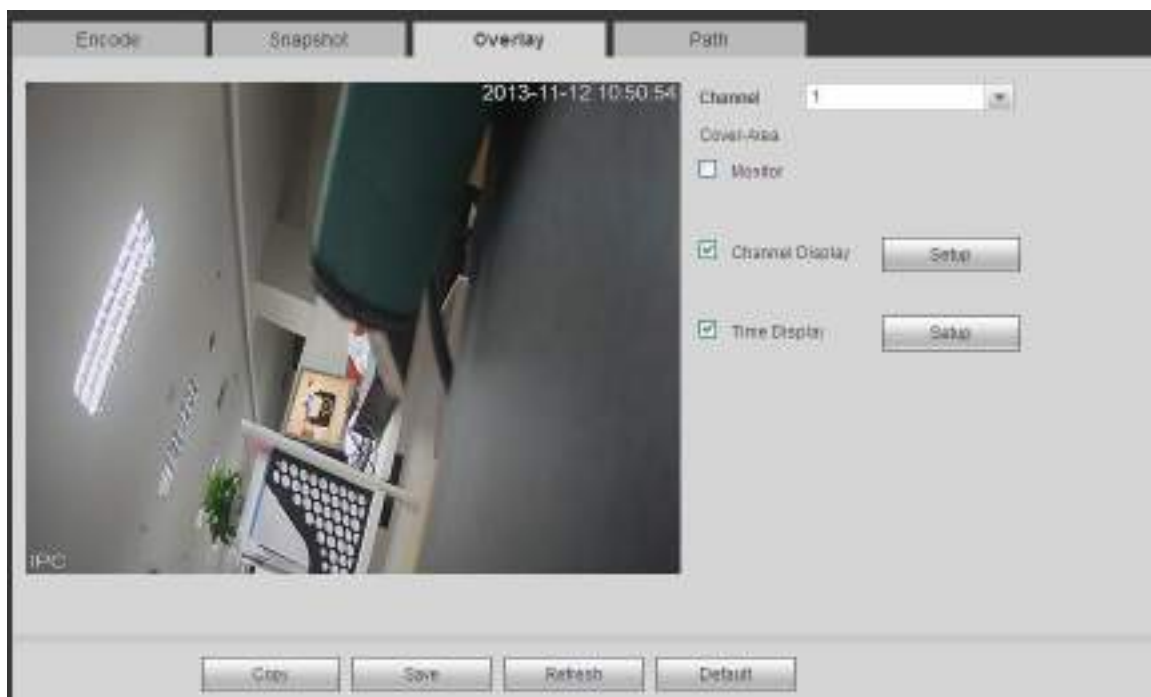 Encode Snapshot Overlay Path
2013-11-12 10:50:54
Channel 1
Cover-Area
Monitor
Channel Display Setup
Time Display Setup
IPC
Copy Save Refresh Default